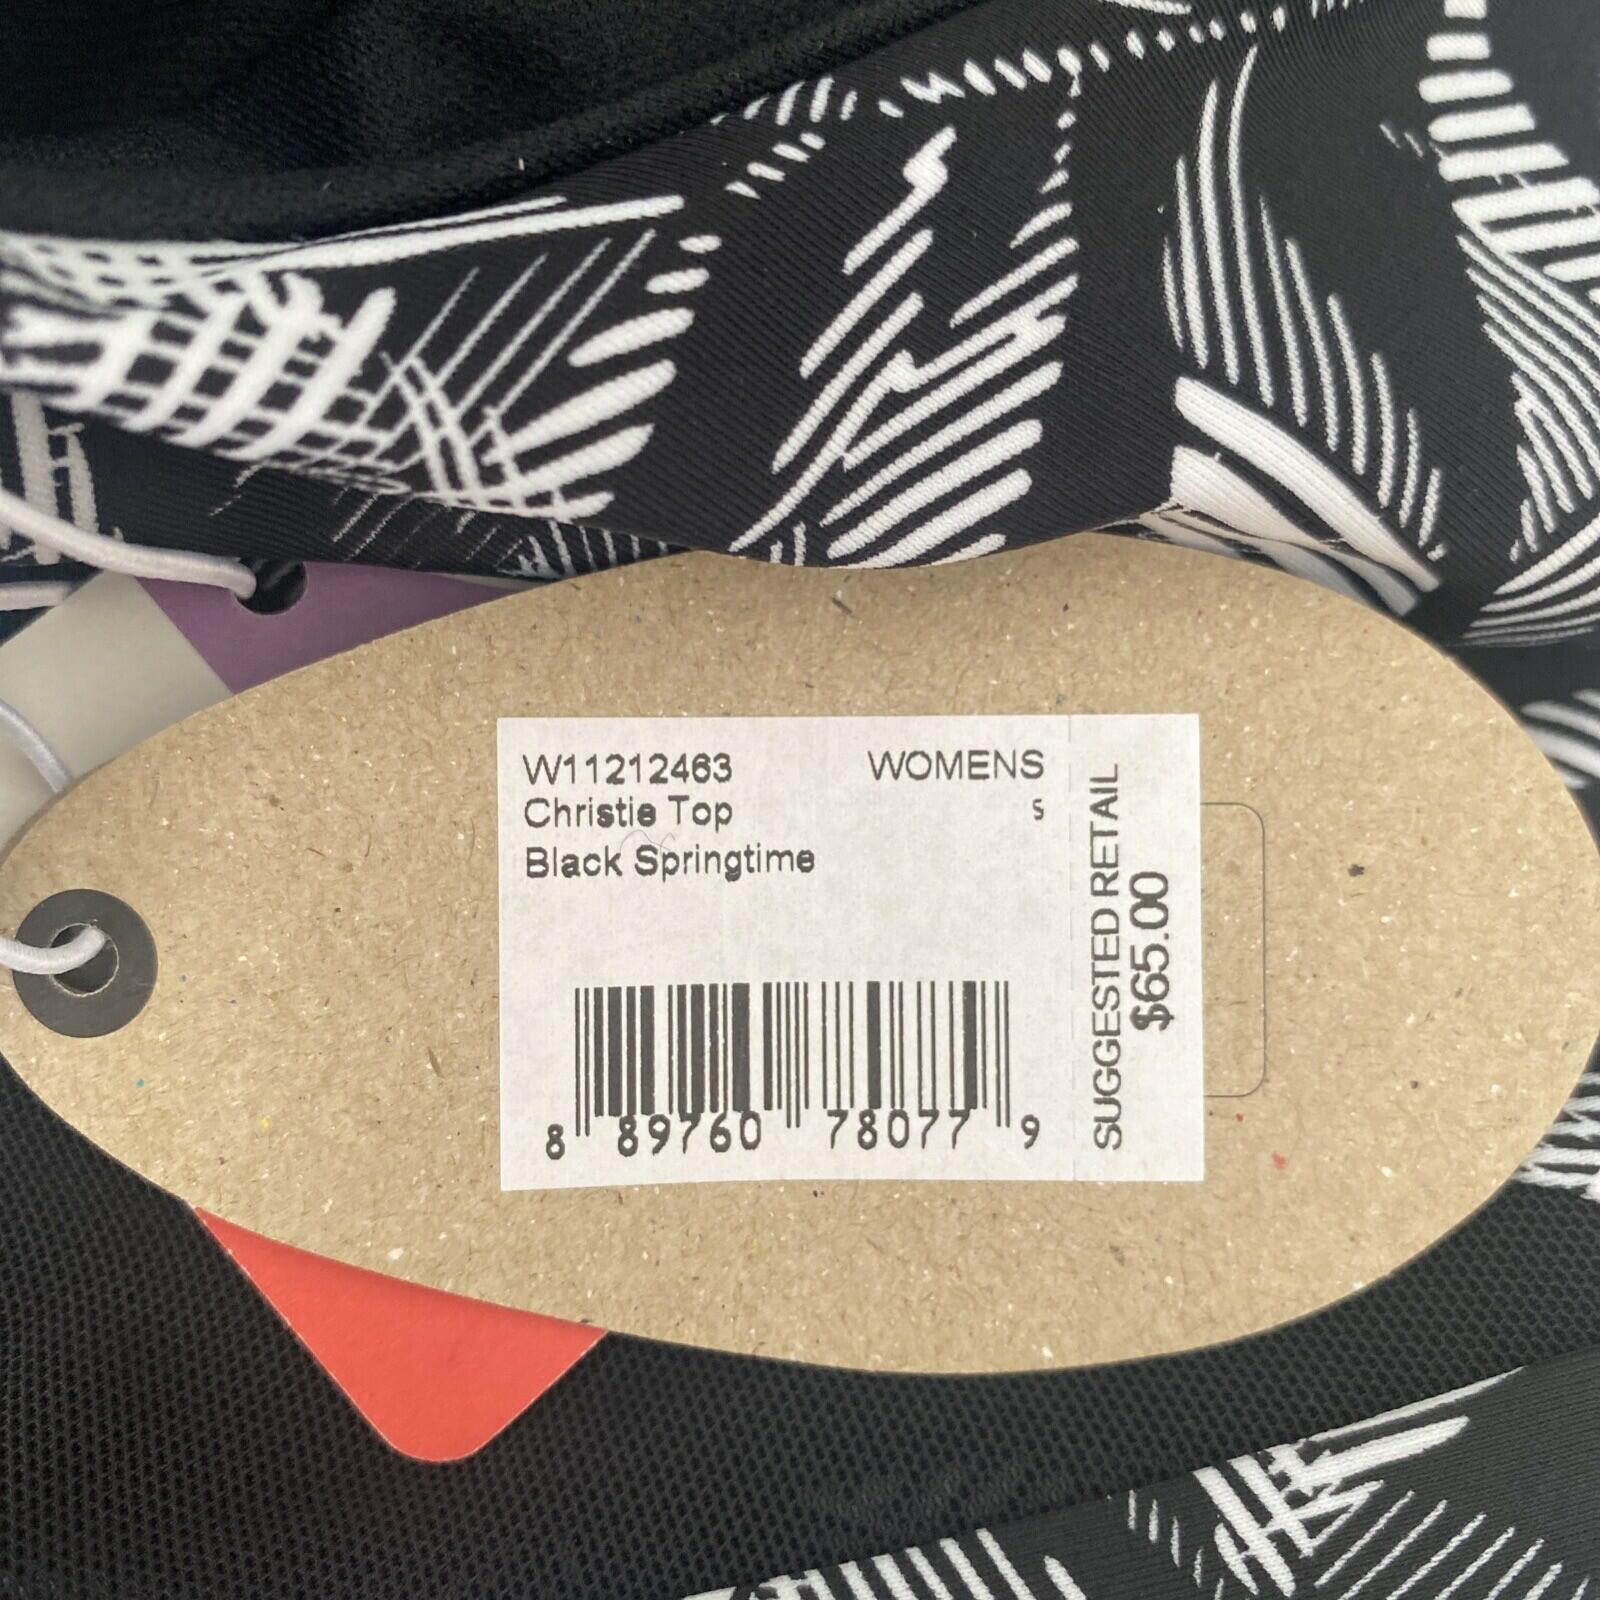 W11212463 WOMENS
Christie Top S
Black Springtime
8 89760 78077 9
SUGGESTED RETAIL
$65.00